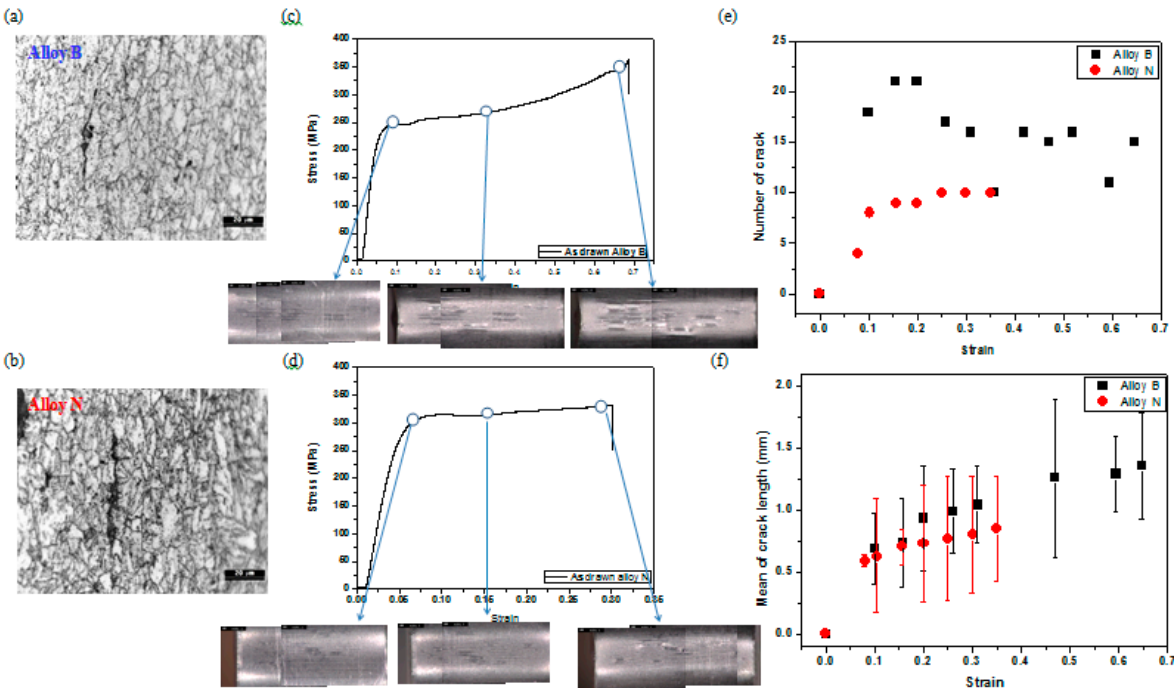 (a)
Alloy B
20 μm
(b)
Alloy N
20 μm
(c)
400
350
300
250
200
150
100
50
0
Stress (MPa)
As drawn Alloy B
0.0 0.1 0.2 0.3 0.4 0.5 0.6 0.7
(d)
400
350
300
250
200
150
100
50
0
Stress (MPa)
As drawn alloy N
0.00 0.05 0.10 0.15 0.20 0.25 0.30 0.35
Strain
(e)
25
20
15
10
5
0
Number of crack
Alloy B
Alloy N
0.0 0.1 0.2 0.3 0.4 0.5 0.6 0.7
Strain
(f)
2.0
1.5
1.0
0.5
0.0
Mean of crack length (mm)
Alloy B
Alloy N
0.0 0.1 0.2 0.3 0.4 0.5 0.6 0.7
Strain